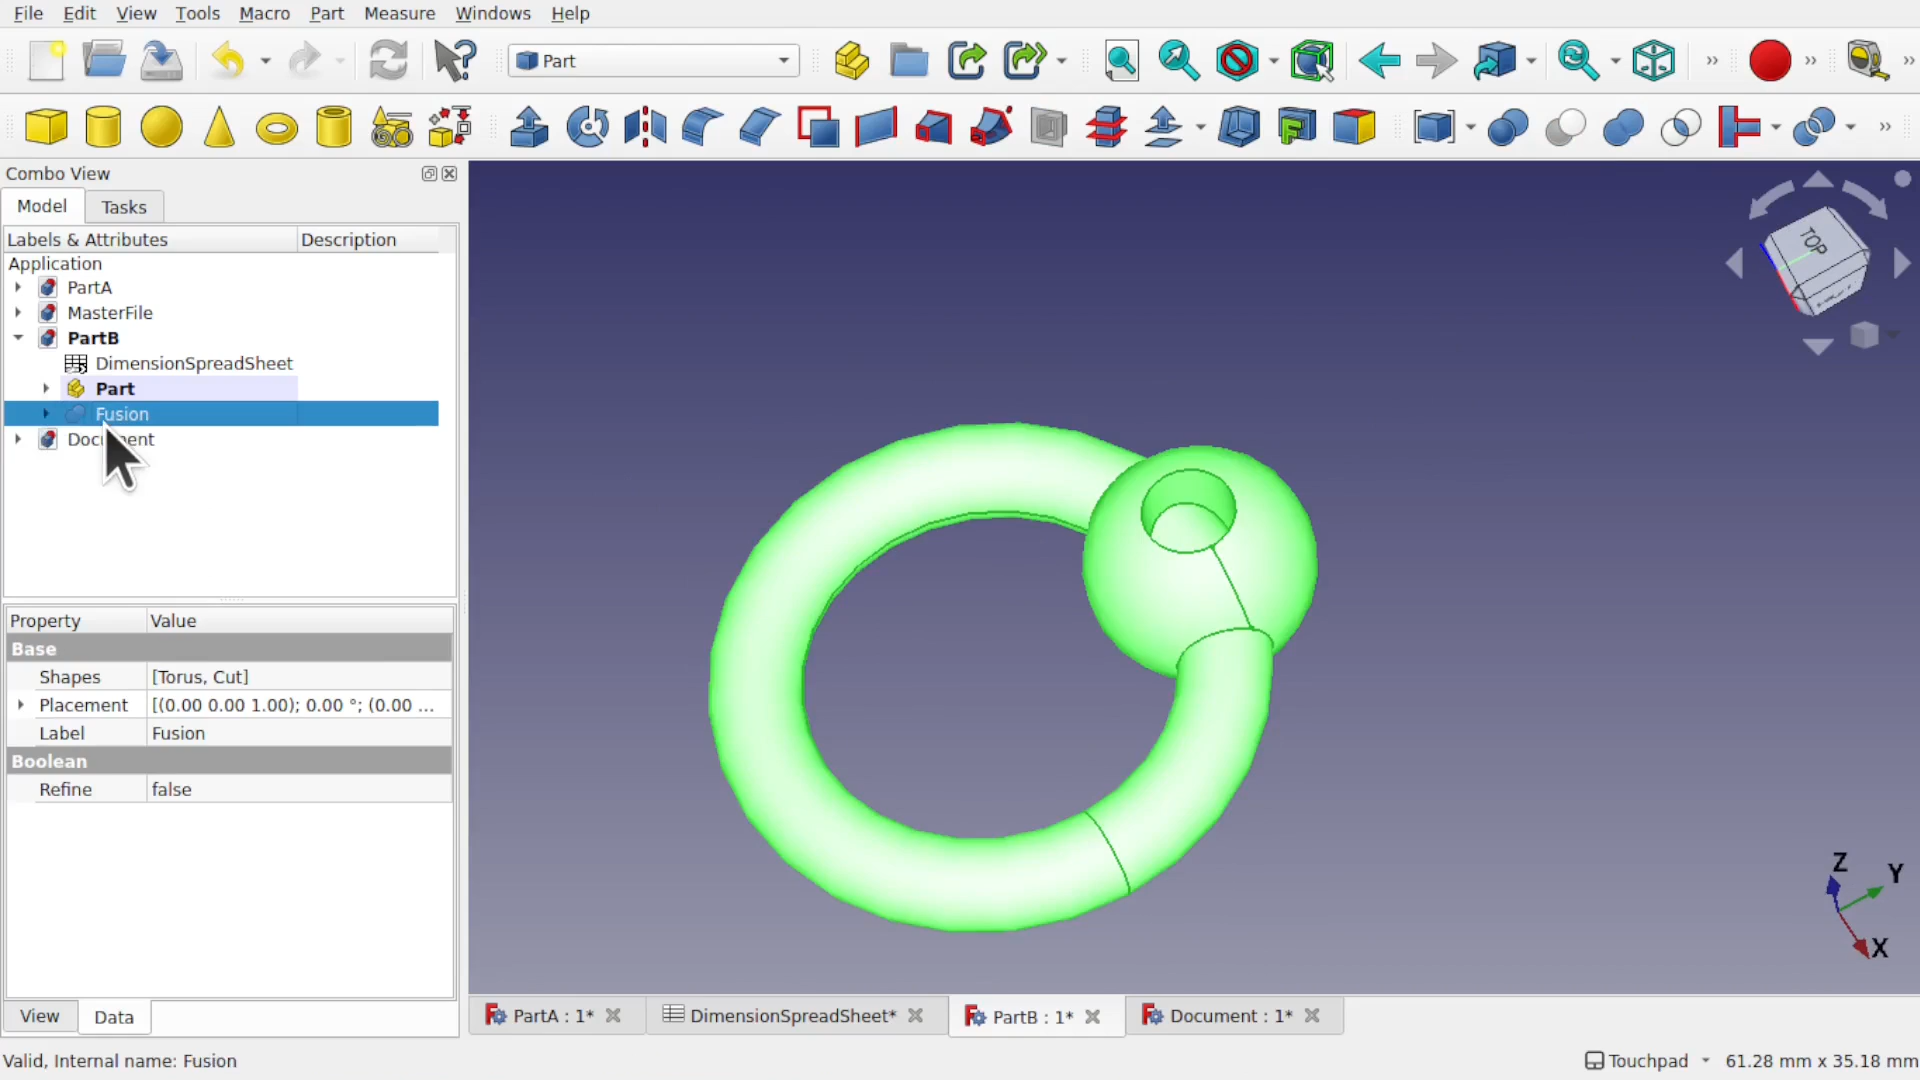 File Edit View Tools Macro Part Measure Windows Help
Part
Combo View
Model Tasks
Labels & Attributes Description
Application
PartA
MasterFile
PartB
DimensionSpreadSheet
Part
Fusion
Document
Property Value
Base
Shapes [Torus, Cut]
Placement [(0.00 0.00 1.00); 0.00 °; (0.00 ...
Label Fusion
Boolean
Refine false
View Data
TOP
Z
Y
X
PartA : 1* DimensionSpreadSheet* PartB : 1* Document : 1*
Valid, Internal name: Fusion
Touchpad 61.28 mm x 35.18 mm